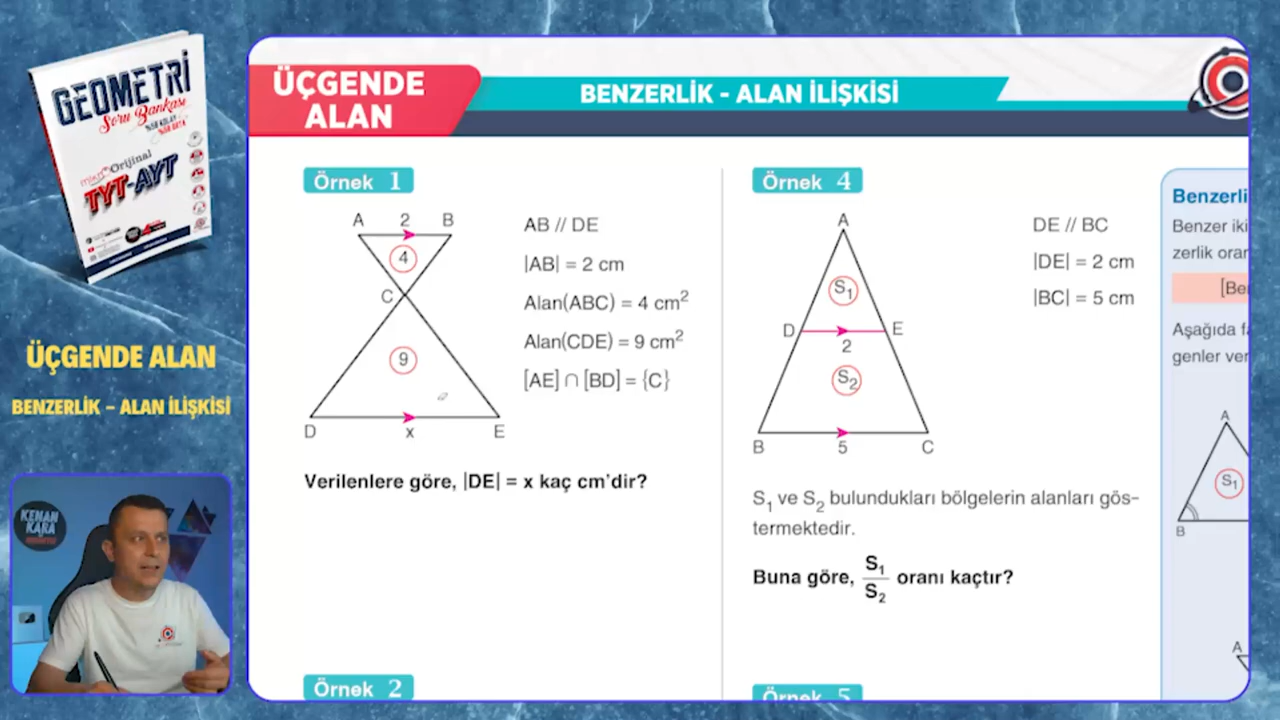 GEOMETRİ
Soru Bankası
Orijinal
TYT-AYT
ÜÇGENDE ALAN
BENZERLİK – ALAN İLİŞKİSİ
KENAN
KARA
ÜÇGENDE
ALAN
BENZERLİK - ALAN İLİŞKİSİ
Örnek 1
A 2 B
4
C
9
D x E
AB // DE
|AB| = 2 cm
Alan(ABC) = 4 cm²
Alan(CDE) = 9 cm²
[AE] ∩ [BD] = {C}
Verilenlere göre, |DE| = x kaç cm'dir?
Örnek 2
Örnek 4
A
S₁
D E
2
S₂
B 5 C
DE // BC
|DE| = 2 cm
|BC| = 5 cm
S₁ ve S₂ bulundukları bölgelerin alanları gös-
termektedir.
Buna göre, S₁/S₂ oranı kaçtır?
Örnek 5
Benzerli
Benzer iki
zerlik orar
[Be
Aşağıda fa
genler ver
A
S₁
B
A